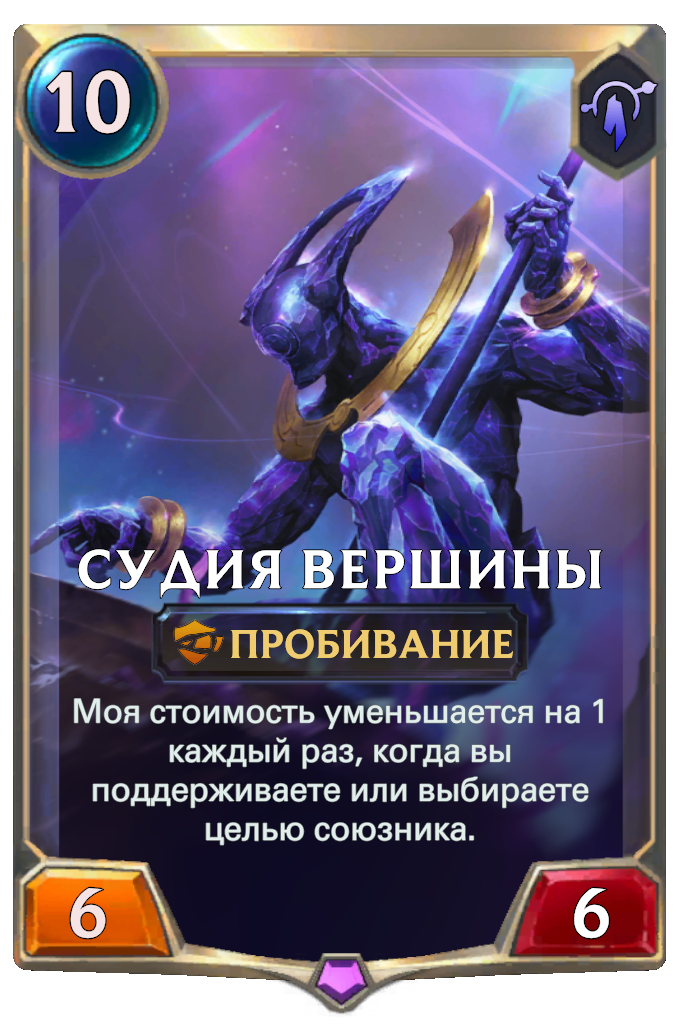 10
СУДИЯ ВЕРШИНЫ
ПРОБИВАНИЕ
Моя стоимость уменьшается на 1
каждый раз, когда вы
поддерживаете или выбираете
целью союзника.
6 6